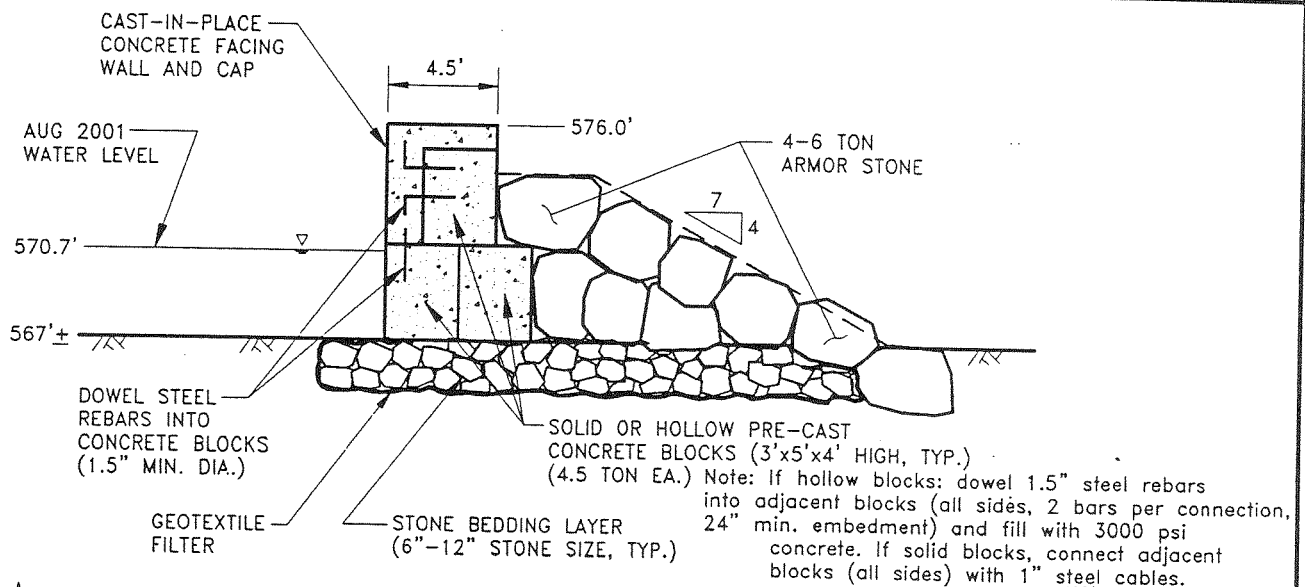 CAST-IN-PLACE
CONCRETE FACING
WALL AND CAP
4.5'
576.0'
AUG 2001
WATER LEVEL
4-6 TON
ARMOR STONE
7
4
570.7'
567'±
DOWEL STEEL
REBARS INTO
CONCRETE BLOCKS
(1.5" MIN. DIA.)
SOLID OR HOLLOW PRE-CAST
CONCRETE BLOCKS (3'x5'x4' HIGH, TYP.)
(4.5 TON EA.)
Note: If hollow blocks: dowel 1.5" steel rebars
into adjacent blocks (all sides, 2 bars per connection,
24" min. embedment) and fill with 3000 psi
concrete. If solid blocks, connect adjacent
blocks (all sides) with 1" steel cables.
GEOTEXTILE
FILTER
STONE BEDDING LAYER
(6"-12" STONE SIZE, TYP.)